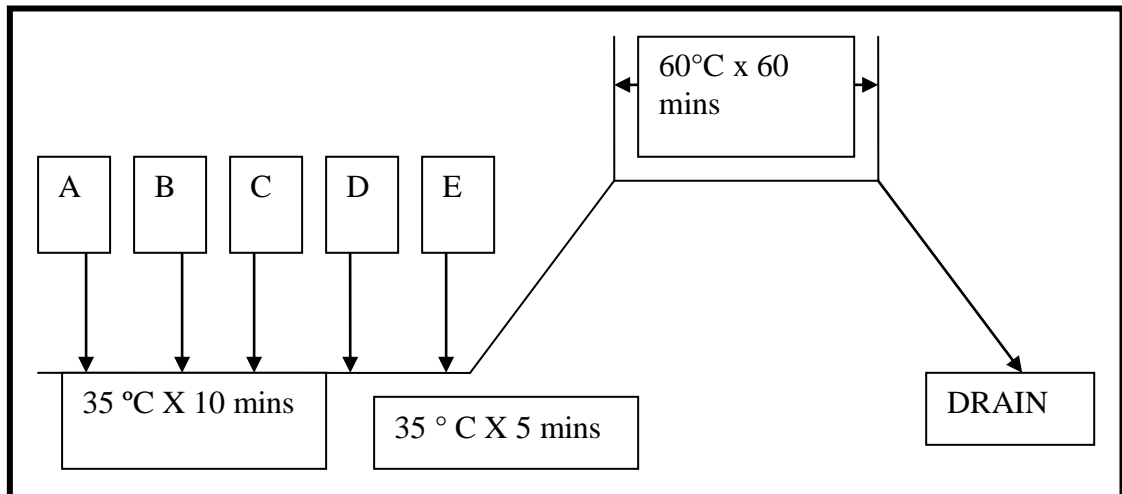 60°C x 60
mins
A B C D E
35 ºC X 10 mins
35 ° C X 5 mins
DRAIN